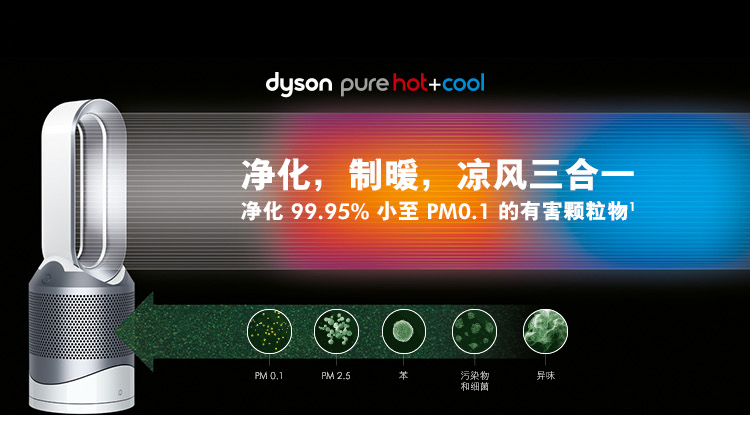 dyson pure hot+cool
净化，制暖，凉风三合一
净化 99.95% 小至 PM0.1 的有害颗粒物1
PM 0.1
PM 2.5
苯
污染物
和细菌
异味